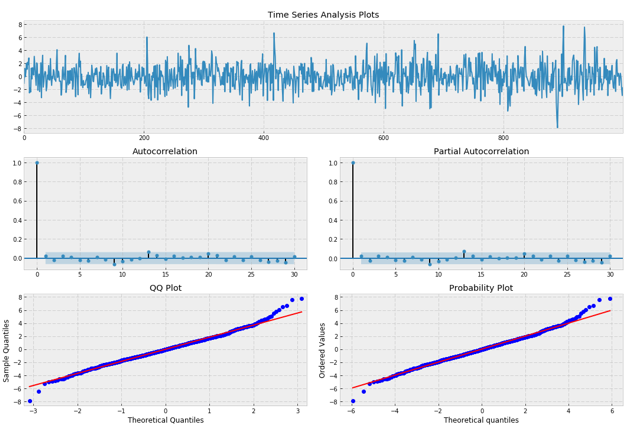 Time Series Analysis Plots
8
6
4
2
0
−2
−4
−6
−8
0 200 400 600 800
Autocorrelation
1.0
0.8
0.6
0.4
0.2
0.0
0 5 10 15 20 25 30
Partial Autocorrelation
1.0
0.8
0.6
0.4
0.2
0.0
0 5 10 15 20 25 30
QQ Plot
Sample Quantiles
8
6
4
2
0
−2
−4
−6
−8
−3 −2 −1 0 1 2 3
Theoretical Quantiles
Probability Plot
Ordered Values
8
6
4
2
0
−2
−4
−6
−8
−6 −4 −2 0 2 4 6
Theoretical quantiles